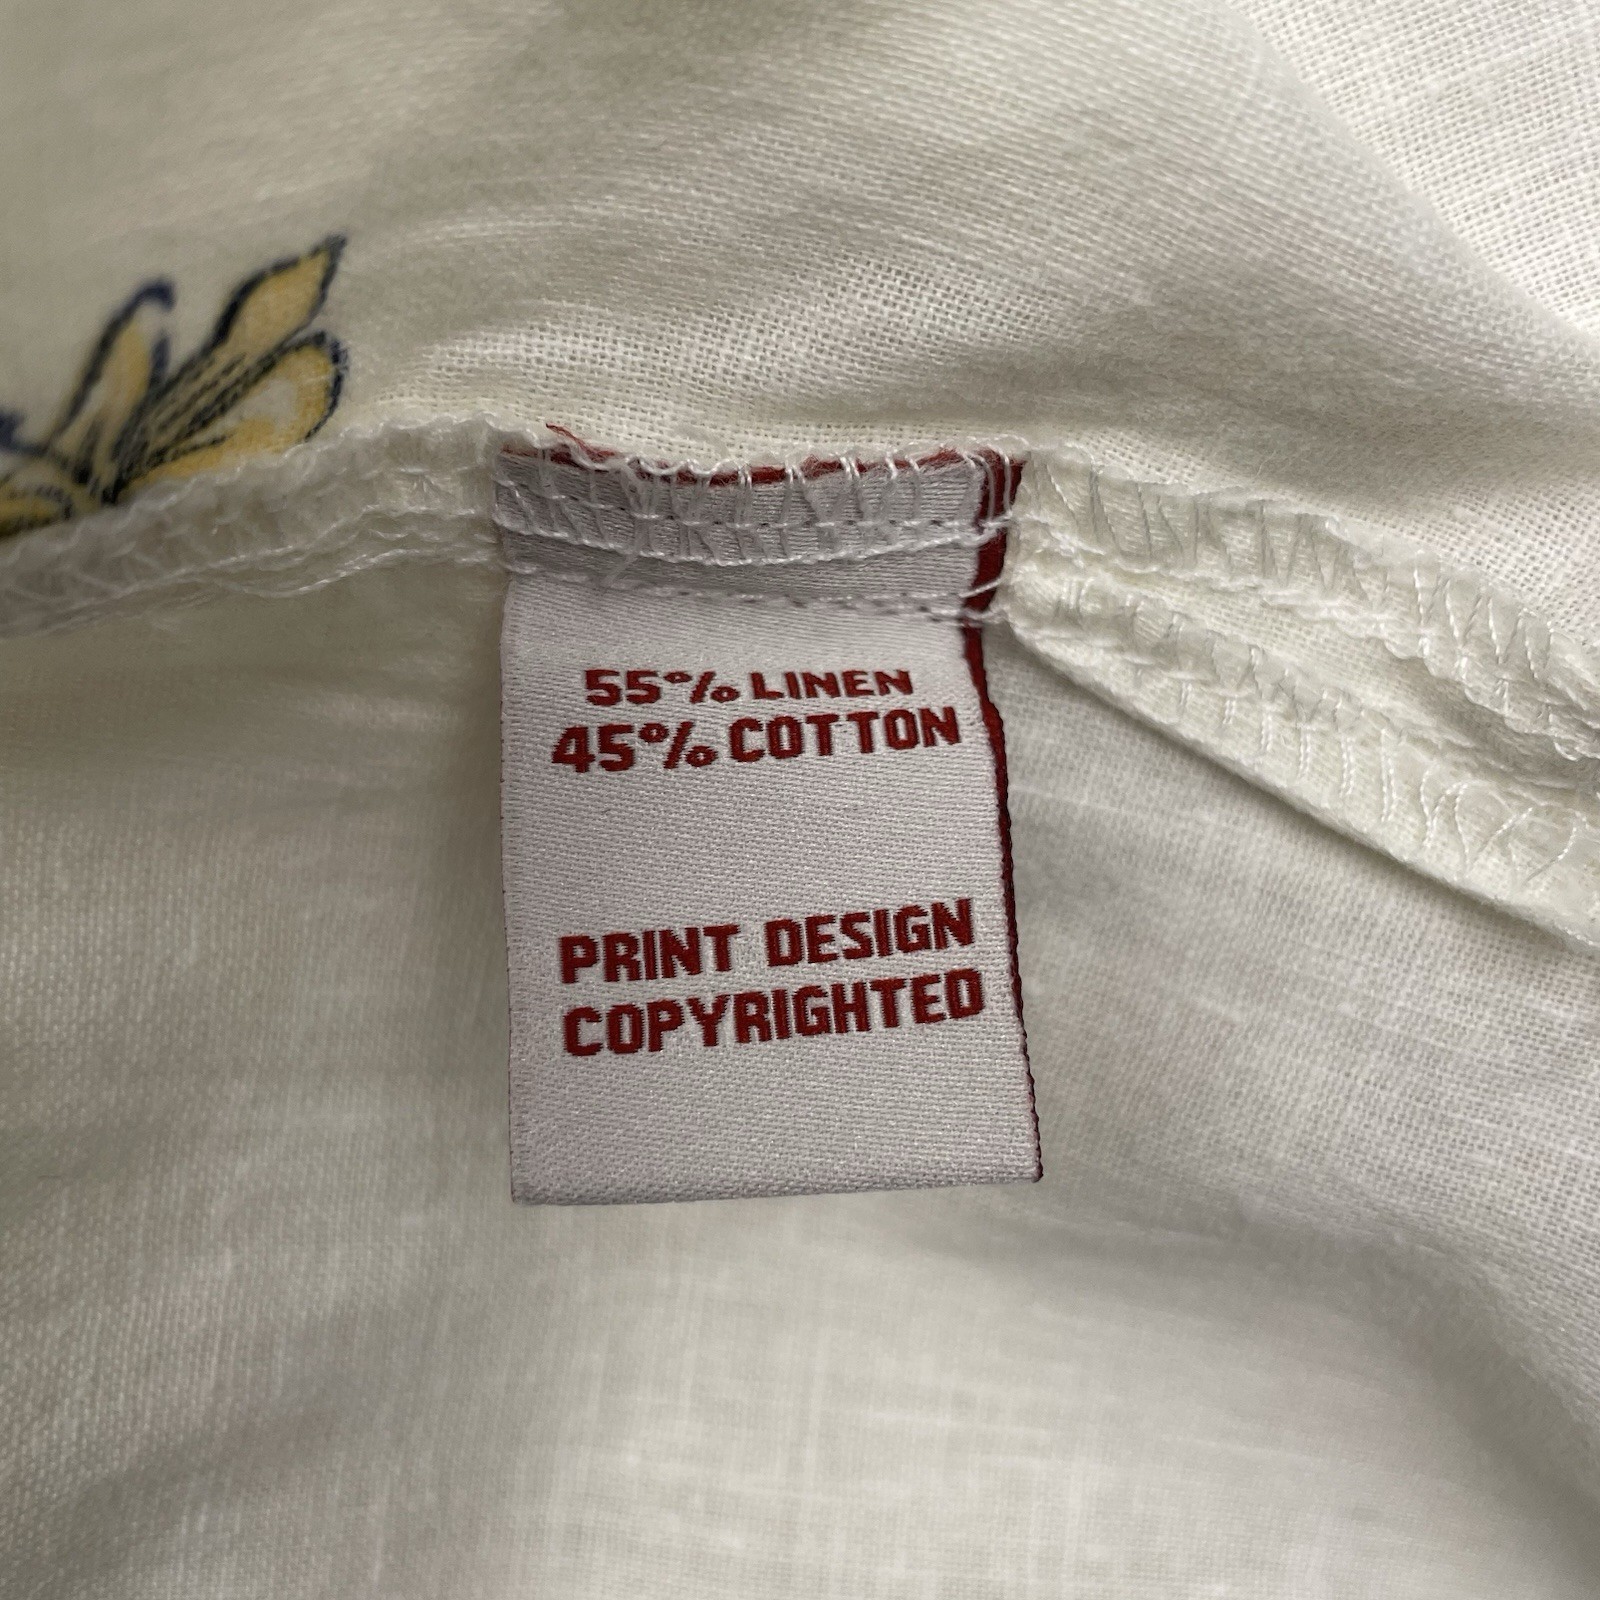 55% LINEN
45% COTTON
PRINT DESIGN
COPYRIGHTED